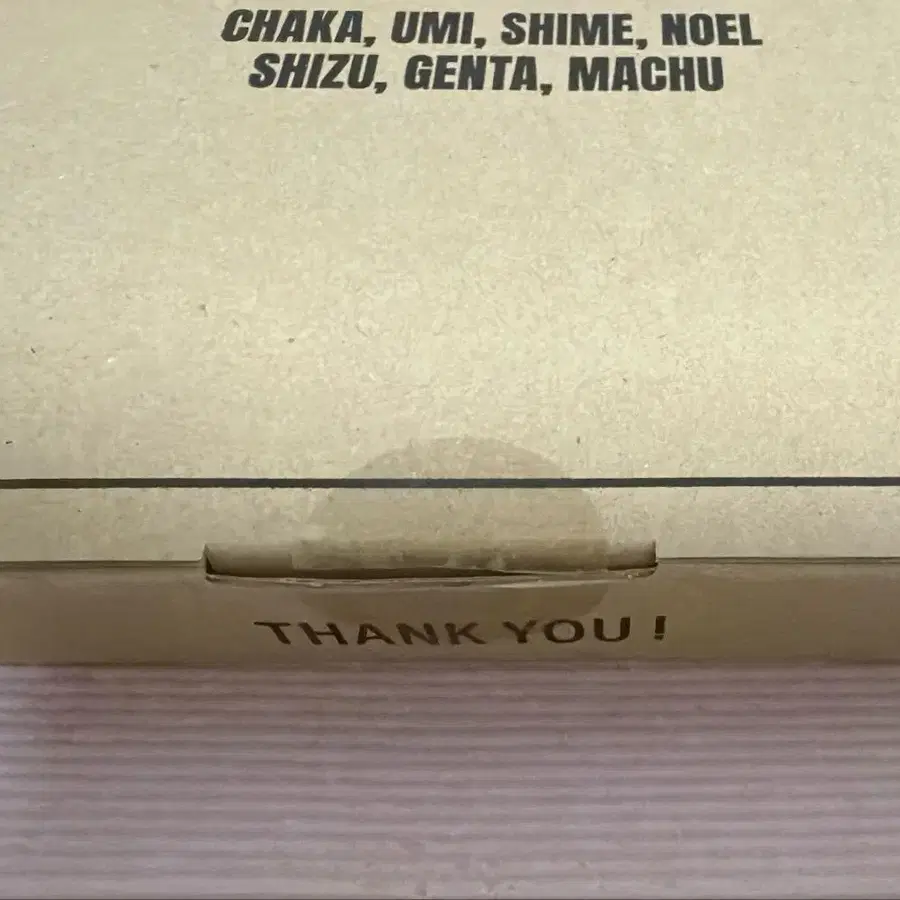 CHAKA, UMI, SHIME, NOEL
SHIZU, GENTA, MACHU
THANK YOU !